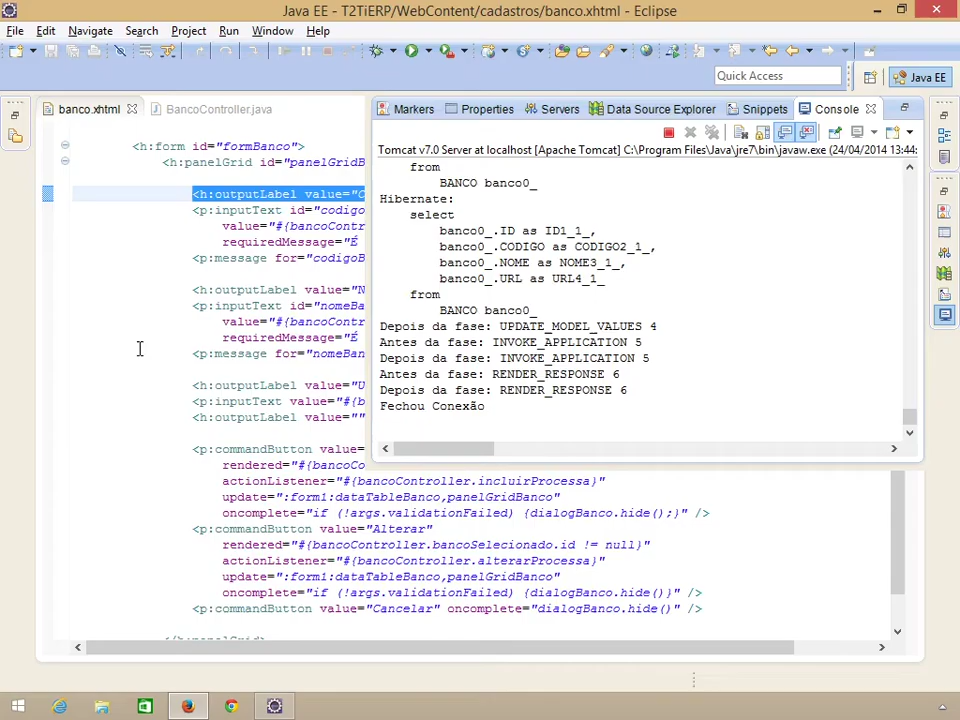 Java EE - T2TiERP/WebContent/cadastros/banco.xhtml - Eclipse
File Edit Navigate Search Project Run Window Help
Quick Access
Java EE
banco.xhtml
BancoController.java
<h:form id="formBanco">
<h:panelGrid id="panelGridB
<h:outputLabel value="C
<p:inputText id="codigo
value="#{bancoContr
requiredMessage="É
<p:message for="codigoB
<h:outputLabel value="N
<p:inputText id="nomeBa
value="#{bancoContr
requiredMessage="É
<p:message for="nomeBan
<h:outputLabel value="U
<p:inputText value="#{b
<h:outputLabel value=""
<p:commandButton value=
rendered="#{bancoCo
actionListener="#{bancoController.incluirProcessa}"
update=":form1:dataTableBanco,panelGridBanco"
oncomplete="if (!args.validationFailed) {dialogBanco.hide();}" />
<p:commandButton value="Alterar"
rendered="#{bancoController.bancoSelecionado.id != null}"
actionListener="#{bancoController.alterarProcessa}"
update=":form1:dataTableBanco,panelGridBanco"
oncomplete="if (!args.validationFailed) {dialogBanco.hide()}" />
<p:commandButton value="Cancelar" oncomplete="dialogBanco.hide()" />
</h:panelGrid>
Markers Properties Servers Data Source Explorer Snippets Console
Tomcat v7.0 Server at localhost [Apache Tomcat] C:\Program Files\Java\jre7\bin\javaw.exe (24/04/2014 13:44:
from
BANCO banco0_
Hibernate:
select
banco0_.ID as ID1_1_,
banco0_.CODIGO as CODIGO2_1_,
banco0_.NOME as NOME3_1_,
banco0_.URL as URL4_1_
from
BANCO banco0_
Depois da fase: UPDATE_MODEL_VALUES 4
Antes da fase: INVOKE_APPLICATION 5
Depois da fase: INVOKE_APPLICATION 5
Antes da fase: RENDER_RESPONSE 6
Depois da fase: RENDER_RESPONSE 6
Fechou Conexão